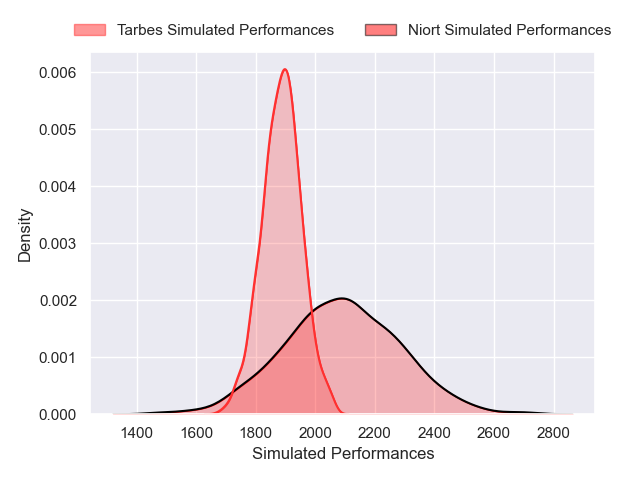 Tarbes Simulated Performances Niort Simulated Performances
0.006
0.005
0.004
0.003
0.002
0.001
0.000
Density
1400 1600 1800 2000 2200 2400 2600 2800
Simulated Performances